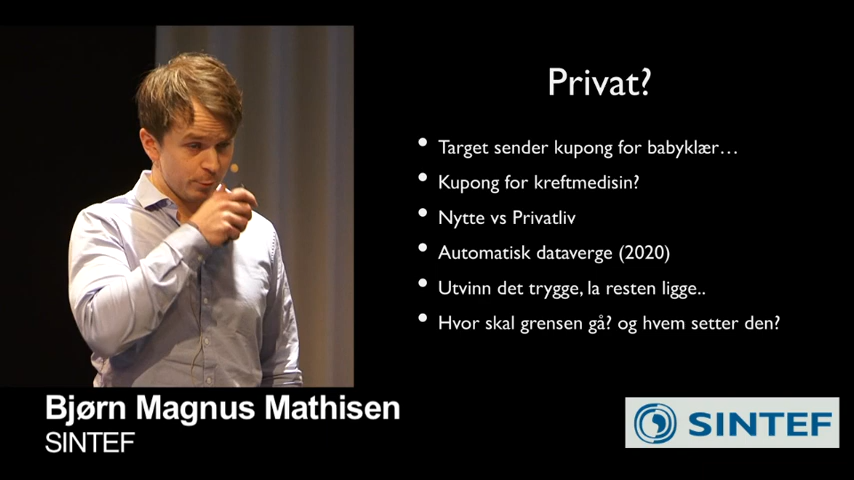 Privat?
Target sender kupong for babyklær…
Kupong for kreftmedisin?
Nytte vs Privatliv
Automatisk dataverge (2020)
Utvinn det trygge, la resten ligge..
Hvor skal grensen gå? og hvem setter den?
Bjørn Magnus Mathisen
SINTEF
SINTEF